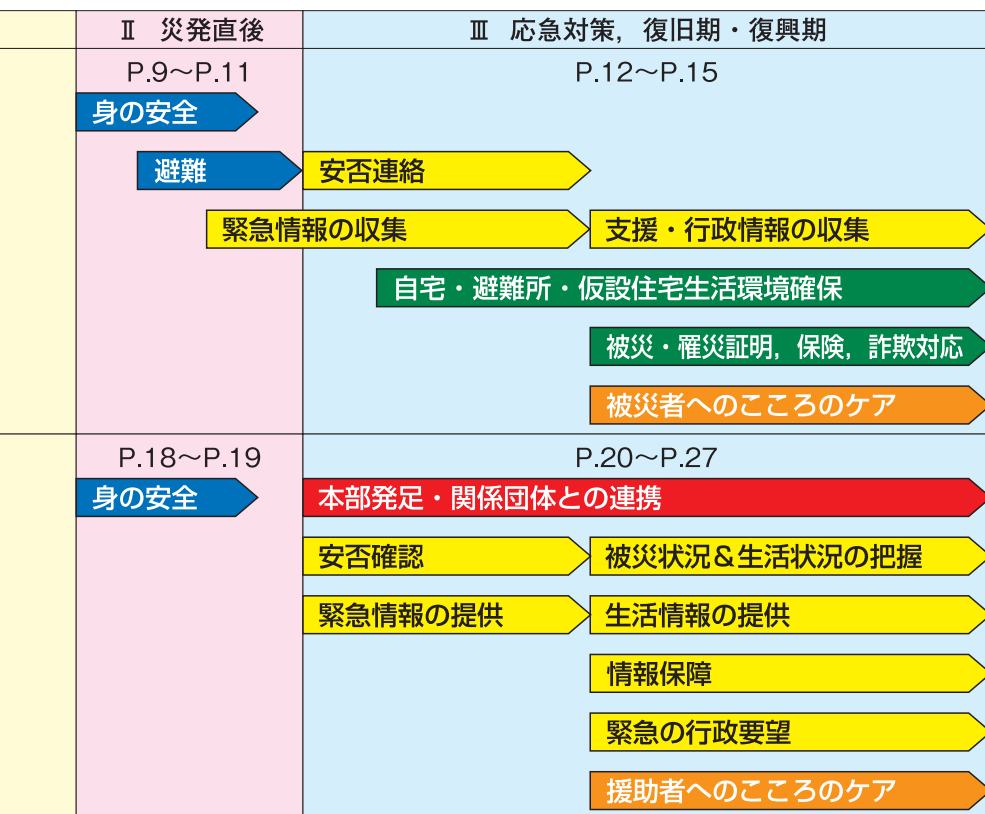 Ⅱ 災発直後
Ⅲ 応急対策，復旧期・復興期
P.9～P.11
P.12～P.15
身の安全
避難
安否連絡
緊急情報の収集
支援・行政情報の収集
自宅・避難所・仮設住宅生活環境確保
被災・罹災証明，保険，詐欺対応
被災者へのこころのケア
P.18～P.19
P.20～P.27
身の安全
本部発足・関係団体との連携
安否確認
被災状況＆生活状況の把握
緊急情報の提供
生活情報の提供
情報保障
緊急の行政要望
援助者へのこころのケア